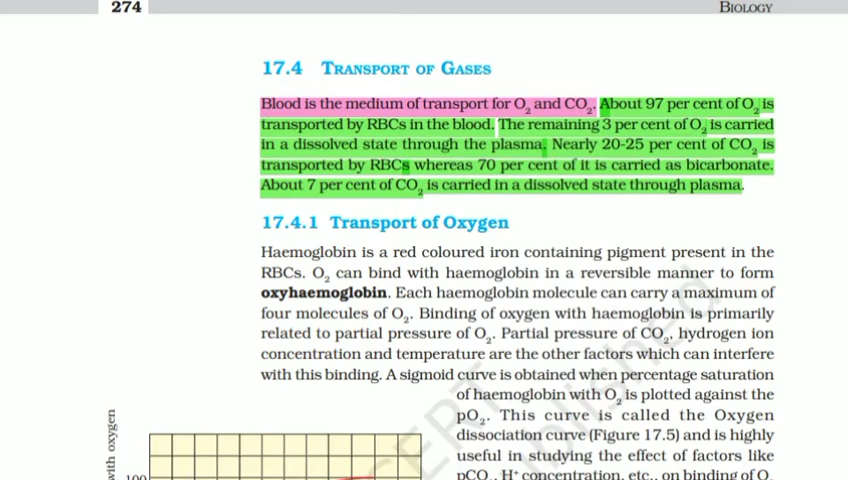 274
BIOLOGY
17.4 TRANSPORT OF GASES
Blood is the medium of transport for O2 and CO2. About 97 per cent of O2 is
transported by RBCs in the blood. The remaining 3 per cent of O2 is carried
in a dissolved state through the plasma. Nearly 20-25 per cent of CO2 is
transported by RBCs whereas 70 per cent of it is carried as bicarbonate.
About 7 per cent of CO2 is carried in a dissolved state through plasma.
17.4.1 Transport of Oxygen
Haemoglobin is a red coloured iron containing pigment present in the
RBCs. O2 can bind with haemoglobin in a reversible manner to form
oxyhaemoglobin. Each haemoglobin molecule can carry a maximum of
four molecules of O2. Binding of oxygen with haemoglobin is primarily
related to partial pressure of O2. Partial pressure of CO2, hydrogen ion
concentration and temperature are the other factors which can interfere
with this binding. A sigmoid curve is obtained when percentage saturation
of haemoglobin with O2 is plotted against the
pO2. This curve is called the Oxygen
dissociation curve (Figure 17.5) and is highly
useful in studying the effect of factors like
pCO2, H+ concentration, etc., on binding of O2
with oxygen
100